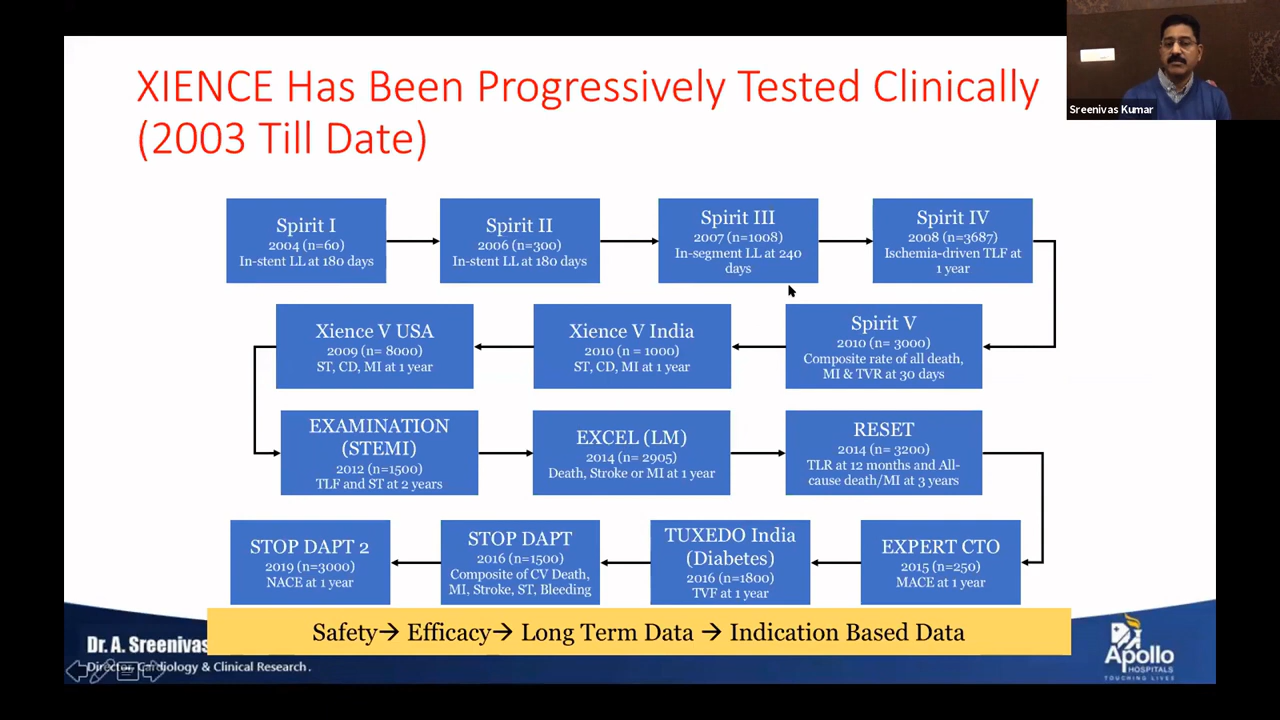 XIENCE Has Been Progressively Tested Clinically
(2003 Till Date)
Sreenivas Kumar
Spirit I
2004 (n=60)
In-stent LL at 180 days
Spirit II
2006 (n=300)
In-stent LL at 180 days
Spirit III
2007 (n=1008)
In-segment LL at 240
days
Spirit IV
2008 (n=3687)
Ischemia-driven TLF at
1 year
Xience V USA
2009 (n= 8000)
ST, CD, MI at 1 year
Xience V India
2010 (n = 1000)
ST, CD, MI at 1 year
Spirit V
2010 (n= 3000)
Composite rate of all death,
MI & TVR at 30 days
EXAMINATION
(STEMI)
2012 (n=1500)
TLF and ST at 2 years
EXCEL (LM)
2014 (n= 2905)
Death, Stroke or MI at 1 year
RESET
2014 (n= 3200)
TLR at 12 months and All-
cause death/MI at 3 years
STOP DAPT 2
2019 (n=3000)
NACE at 1 year
STOP DAPT
2016 (n=1500)
Composite of CV Death,
MI, Stroke, ST, Bleeding
TUXEDO India
(Diabetes)
2016 (n=1800)
TVF at 1 year
EXPERT CTO
2015 (n=250)
MACE at 1 year
Safety→ Efficacy→ Long Term Data → Indication Based Data
Dr. A. Sreenivas
Director, Cardiology & Clinical Research .
Apollo
HOSPITALS
TOUCHING LIVES